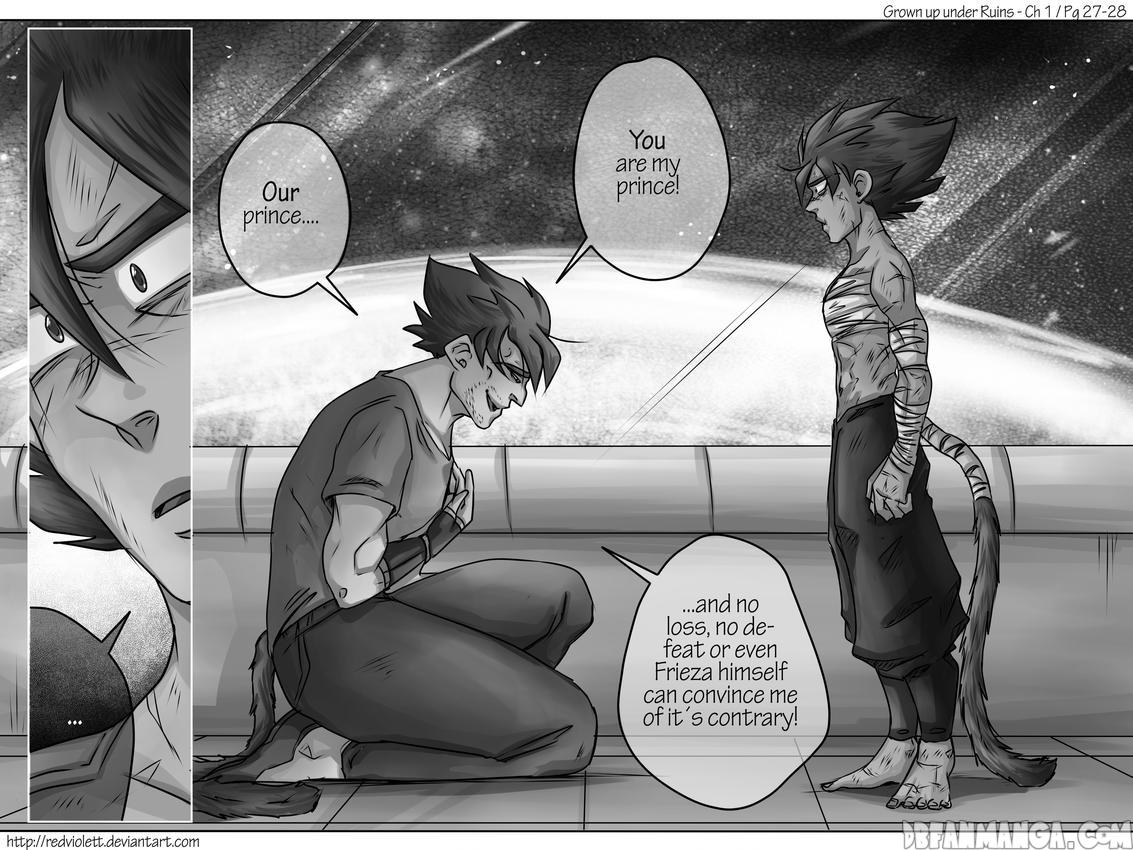 Grown up under Ruins - Ch 1 / Pg 27-28
You
are my
prince!
Our
prince....
...and no
loss, no de-
feat or even
Frieza himself
can convince me
of it´s contrary!
...
http://redviolett.deviantart.com
DBFANMANGA.COM